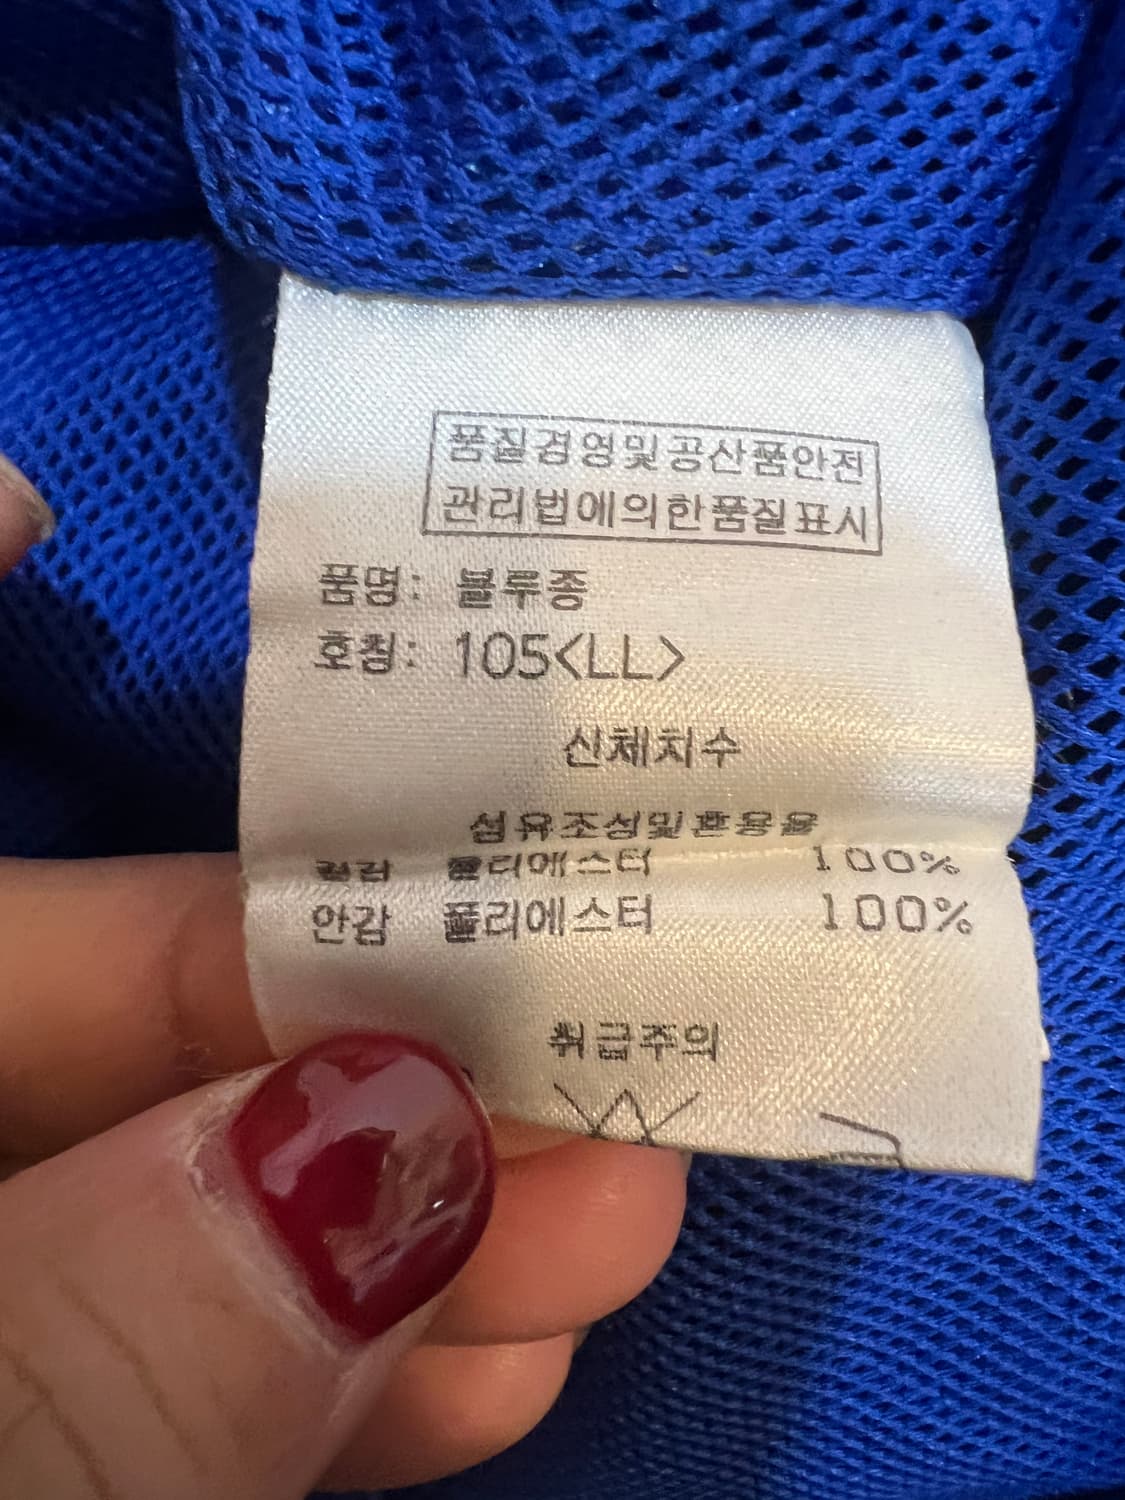 품질경영및공산품안전
관리법에의한품질표시
품명: 블루종
호칭: 105<LL>
신체치수
섬유조성및혼용율
겉감 폴리에스터 100%
안감 폴리에스터 100%
취급주의